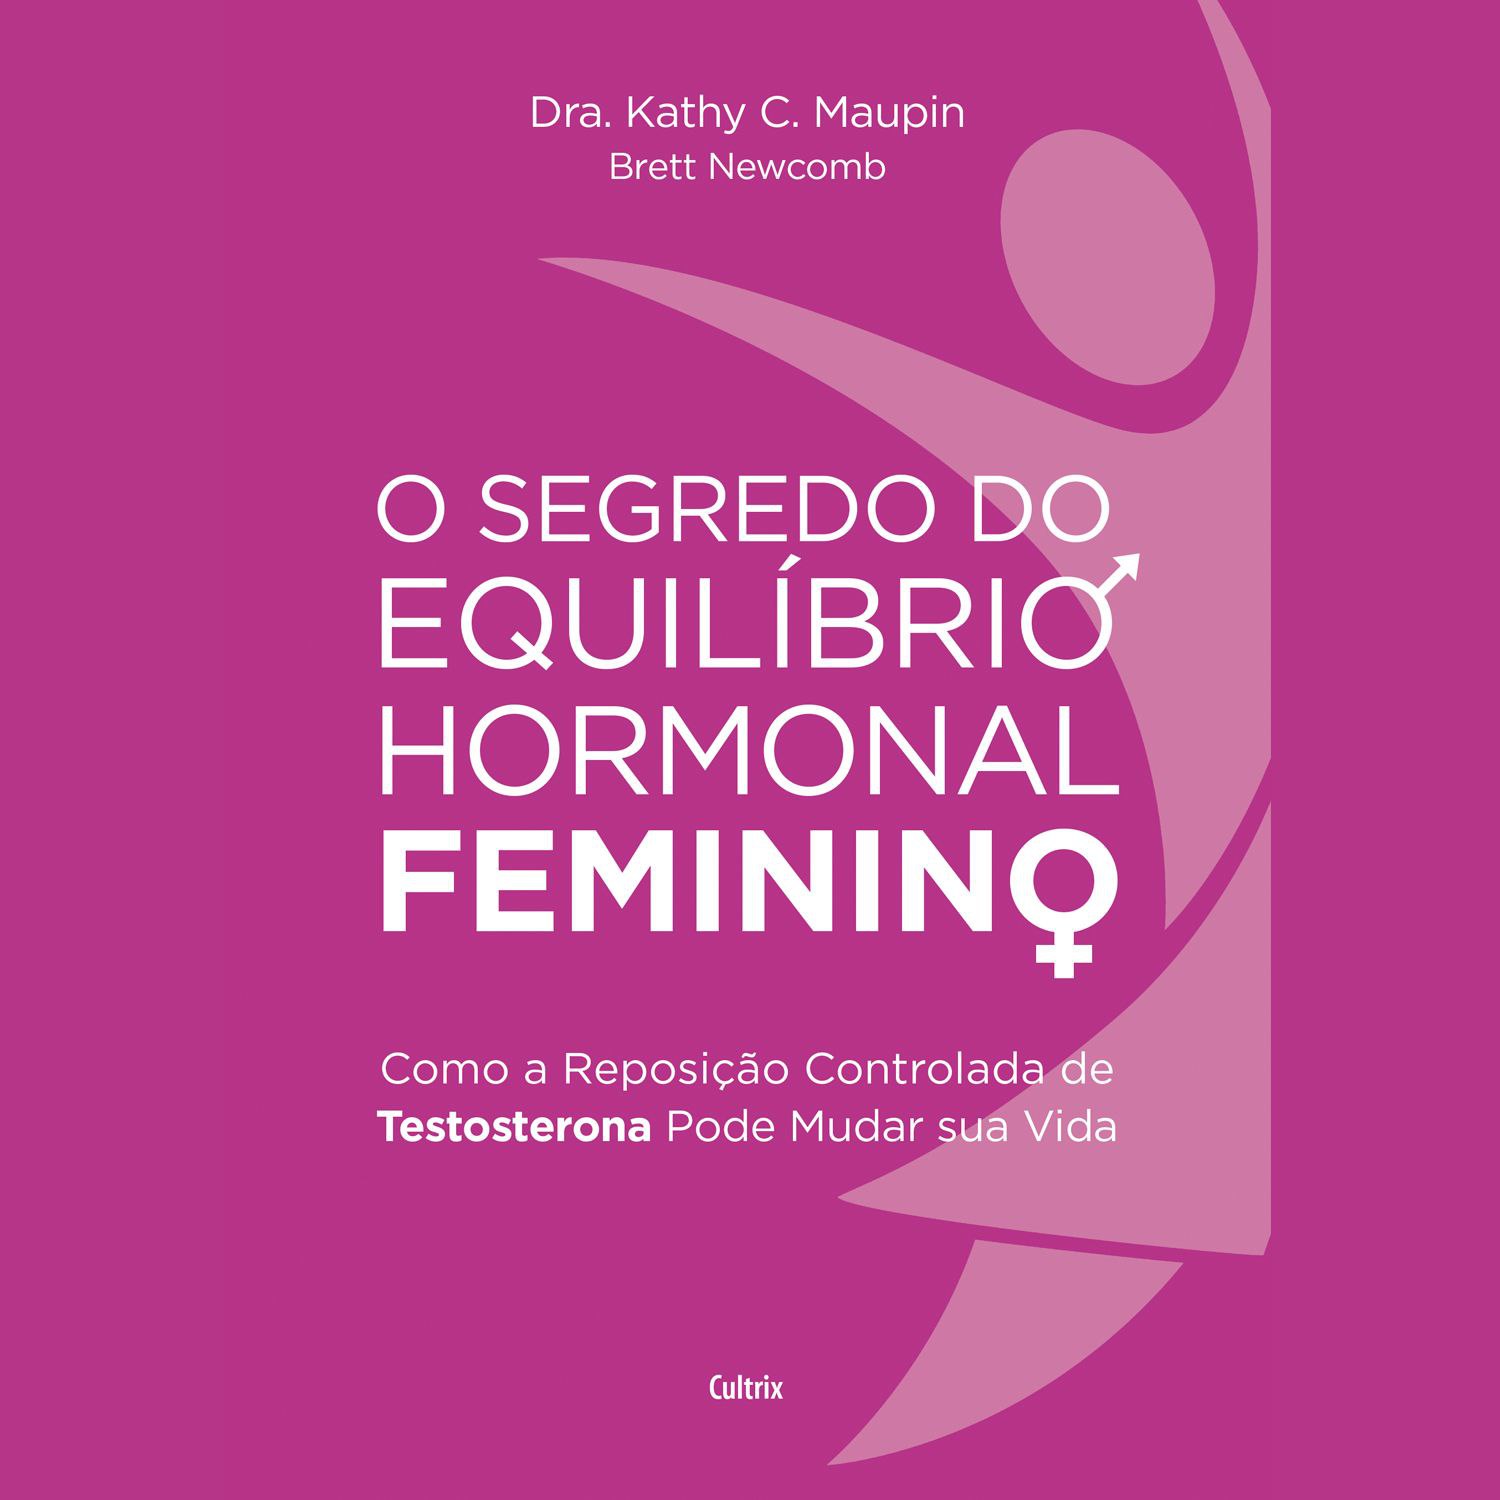 Dra. Kathy C. Maupin
Brett Newcomb
O SEGREDO DO
EQUILÍBRIO
HORMONAL
FEMININO
Como a Reposição Controlada de
Testosterona Pode Mudar sua Vida
Cultrix